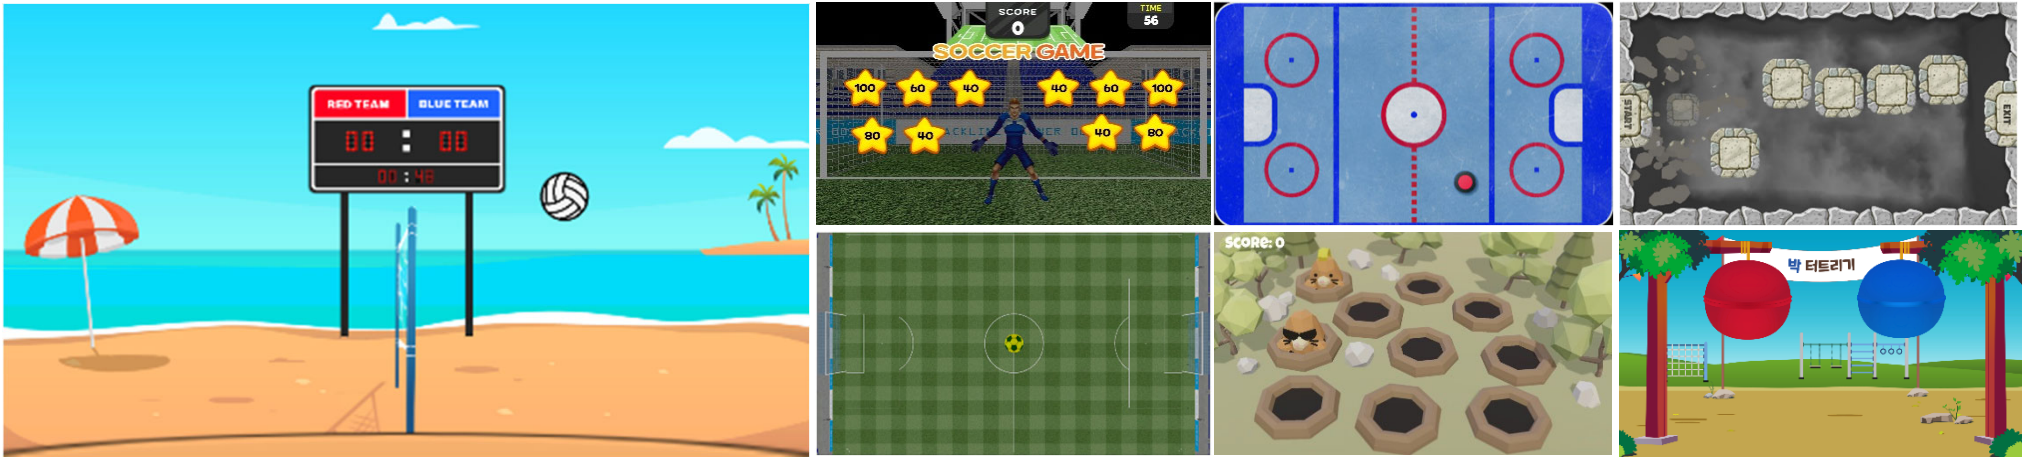 RED TEAM BLUE TEAM
00 : 00
00 : 48
SCORE
0
TIME
56
SOCCER GAME
100 60 40 40 60 100
80 40 40 80
START
EXIT
SCORE: 0
박 터트리기